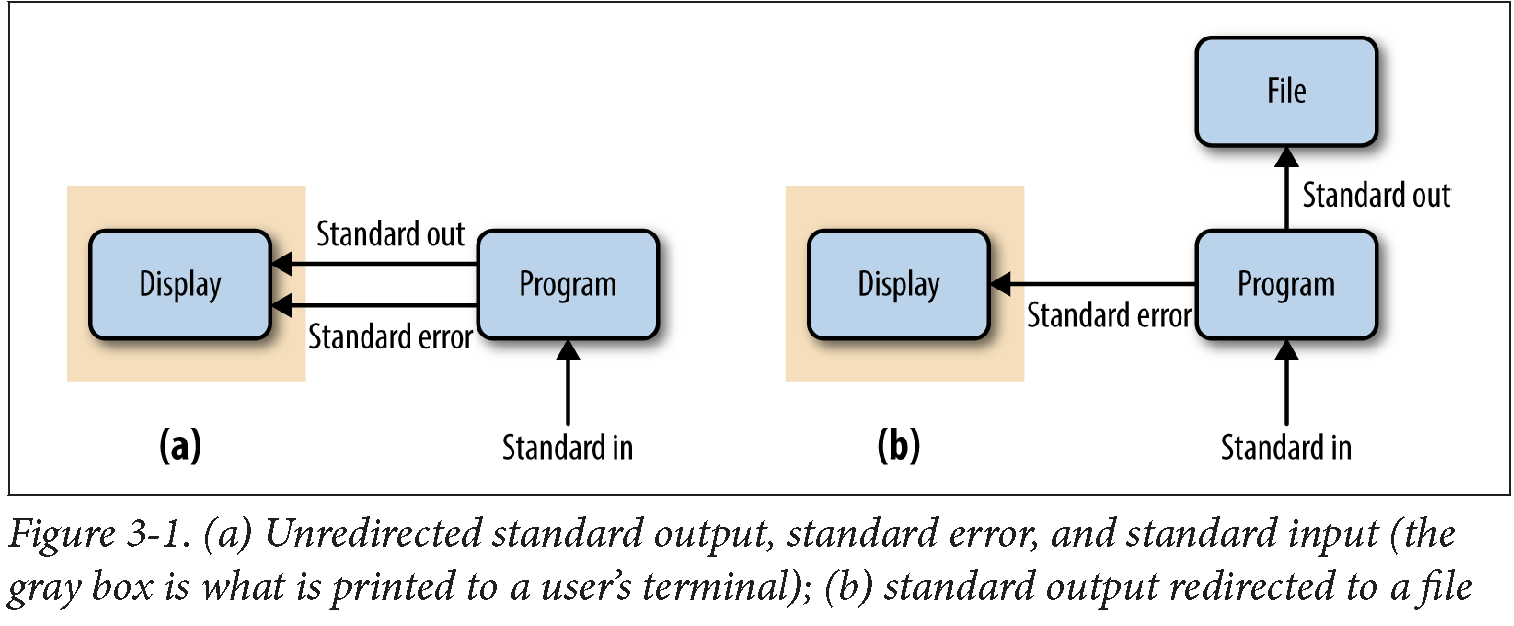 Display
Standard out
Standard error
Program
Standard in
(a)
File
Standard out
Display
Standard error
Program
Standard in
(b)
Figure 3-1. (a) Unredirected standard output, standard error, and standard input (the
gray box is what is printed to a user’s terminal); (b) standard output redirected to a file